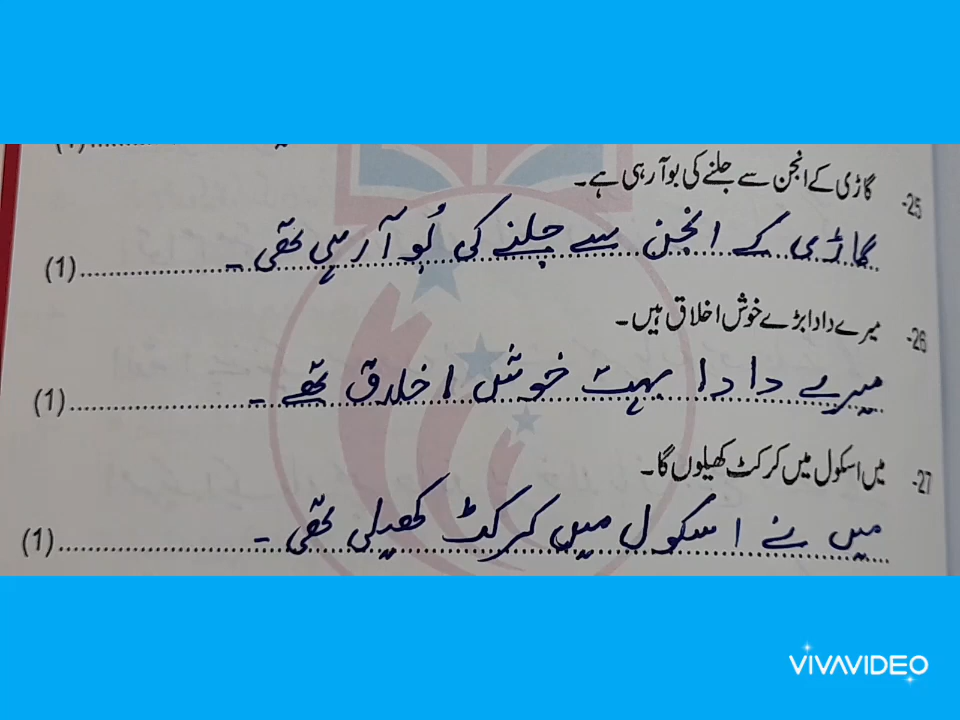 25- گاڑی کے انجن سے جلنے کی بو آ رہی ہے۔
گاڑی کے انجن سے جلنے کی بُو آ رہی تھی۔ (1)
26- میرے دادا بڑے خوش اخلاق ہیں۔
میرے دادا بہت خوش اخلاق تھے۔ (1)
27- میں اسکول میں کرکٹ کھیلوں گا۔
میں نے اسکول میں کرکٹ کھیلی تھی۔ (1)
VIVAVIDEO